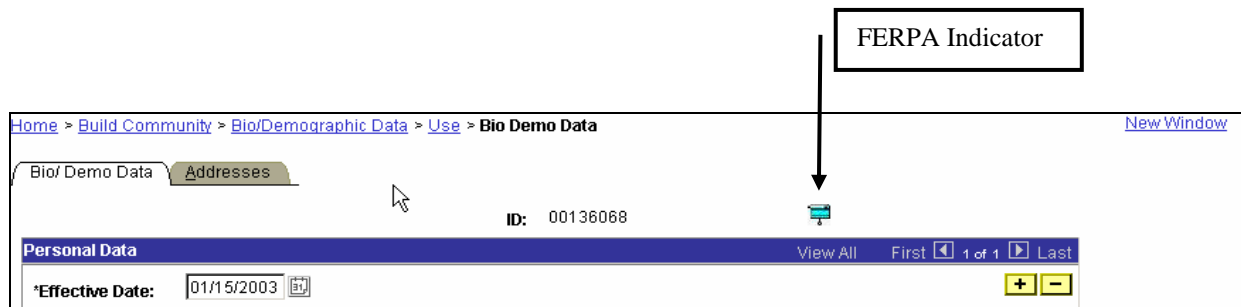 FERPA Indicator
Home > Build Community > Bio/Demographic Data > Use > Bio Demo Data New Window
Bio/ Demo Data Addresses
ID: 00136068
Personal Data View All First 1 of 1 Last
*Effective Date: 01/15/2003 31 + −